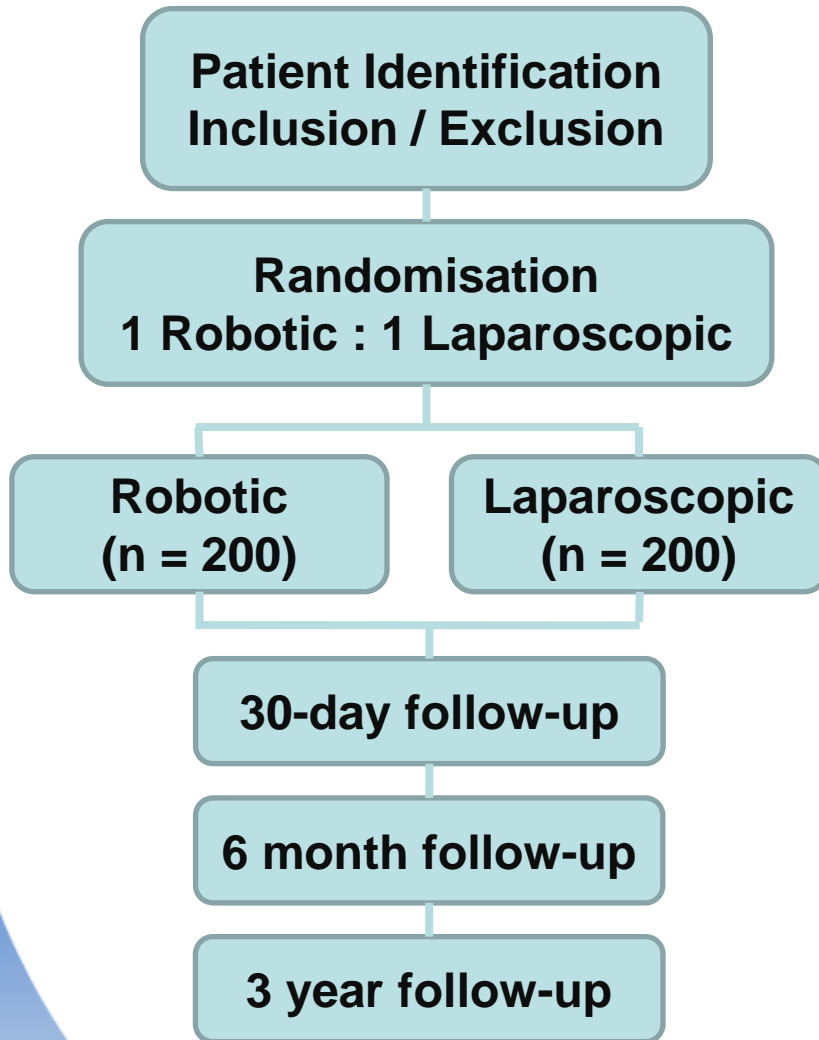 Patient Identification
Inclusion / Exclusion
Randomisation
1 Robotic : 1 Laparoscopic
Robotic
(n = 200)
Laparoscopic
(n = 200)
30-day follow-up
6 month follow-up
3 year follow-up